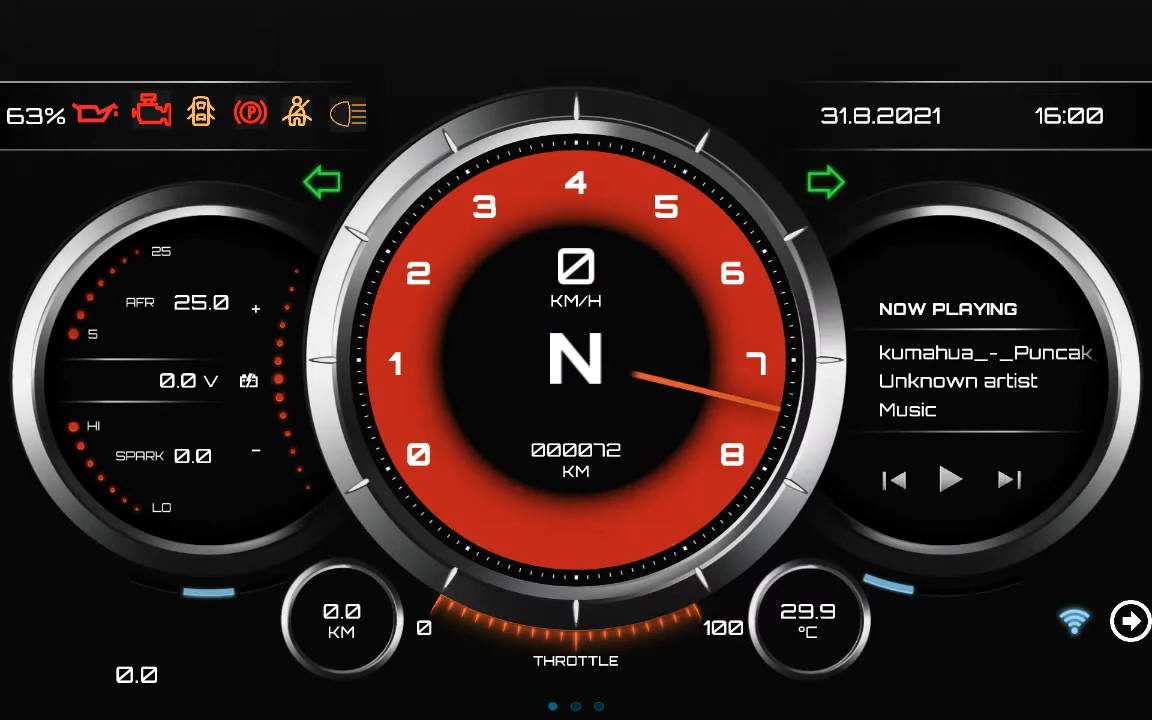 63%
31.8.2021 16:00
25
AFR 25.0 +
5
0.0 V
HI
SPARK 0.0 -
LO
4
3 5
2 6
1 7
0 8
0
KM/H
N
000072
KM
NOW PLAYING
kumahua_-_Puncak
Unknown artist
Music
0.0
KM
0 100
THROTTLE
29.9
°C
0.0
P